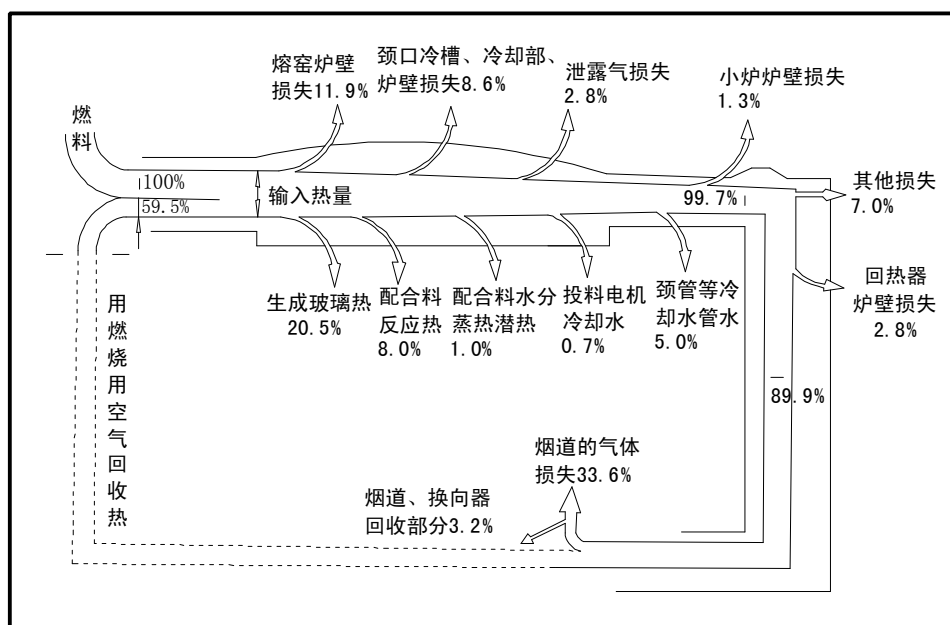 熔窑炉壁
损失11.9%
颈口冷槽、冷却部、
炉壁损失8.6%
泄露气损失
2.8%
小炉炉壁损失
1.3%
燃
料
100%
59.5%
输入热量
99.7%
其他损失
7.0%
生成玻璃热
20.5%
配合料
反应热
8.0%
配合料水分
蒸热潜热
1.0%
投料电机
冷却水
0.7%
颈管等冷
却水管水
5.0%
回热器
炉壁损失
2.8%
用
燃
烧
用
空
气
回
收
热
89.9%
烟道的气体
损失33.6%
烟道、换向器
回收部分3.2%